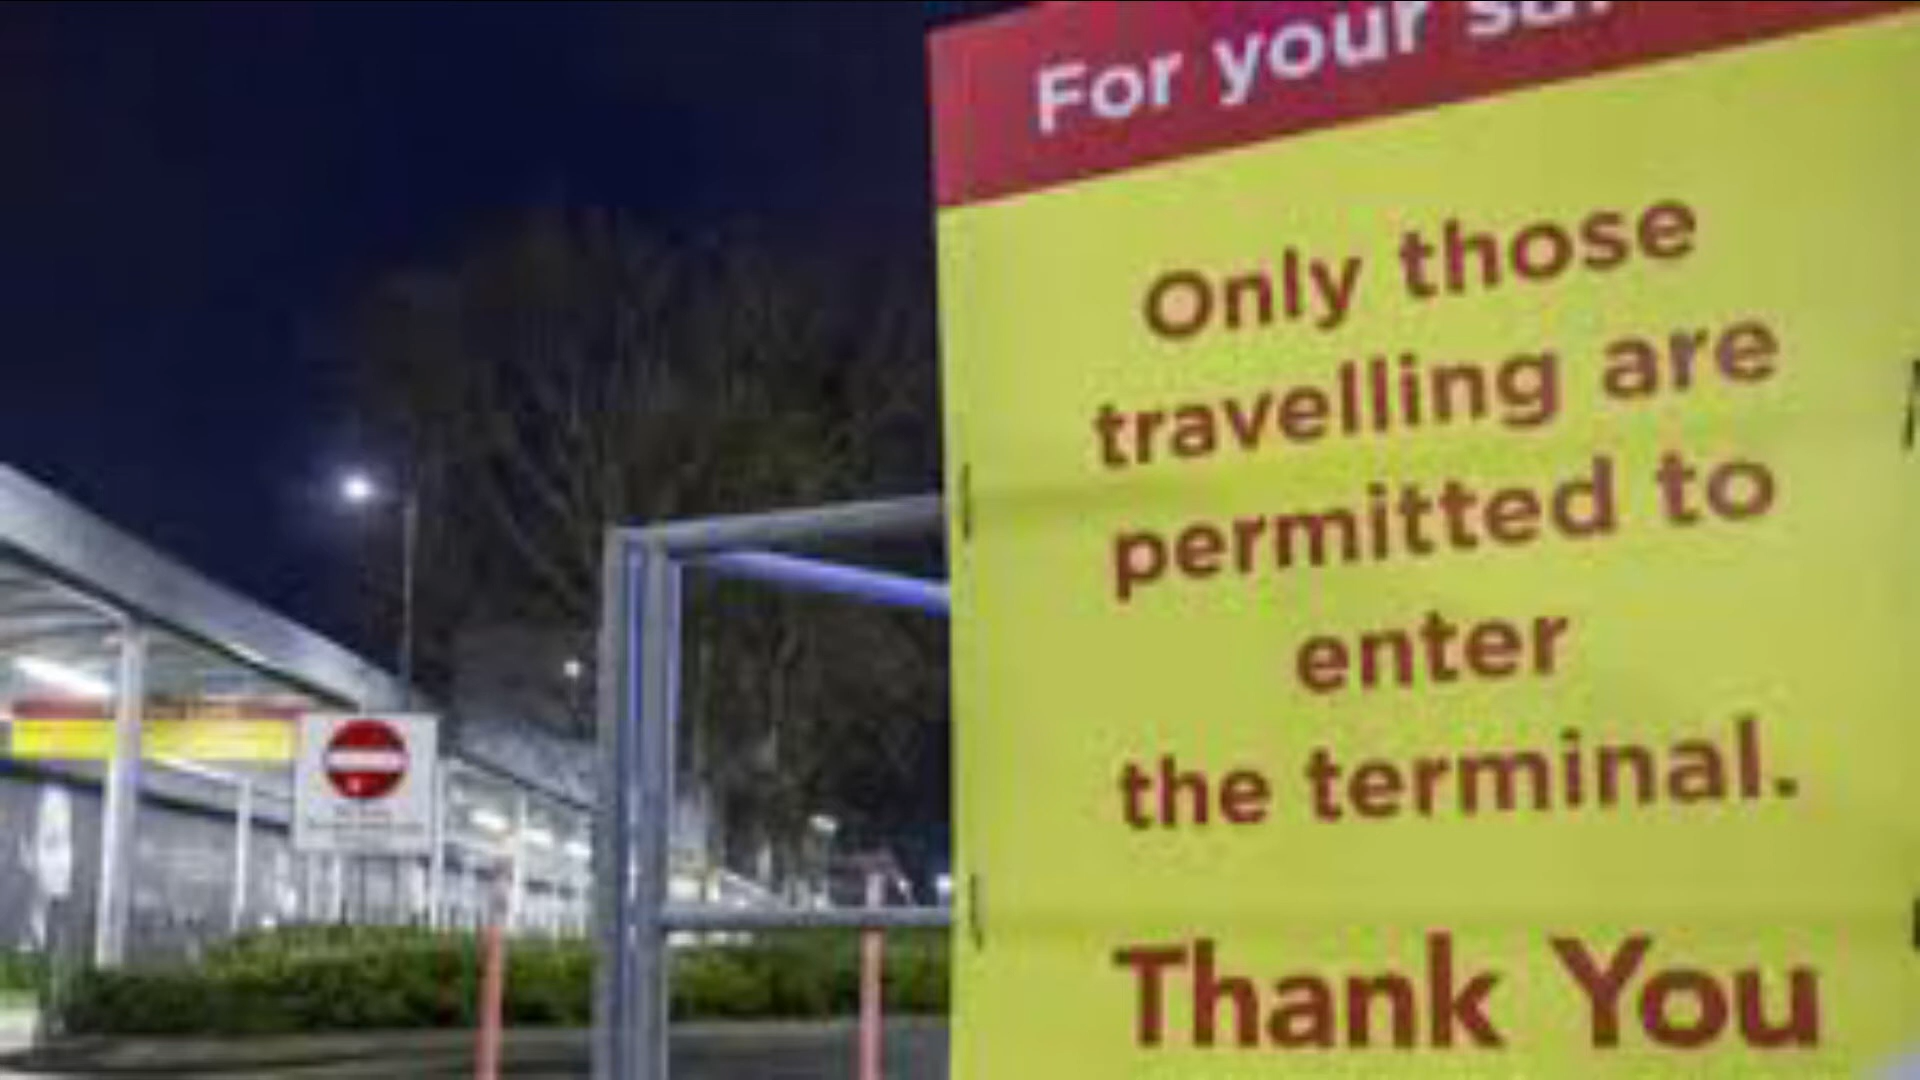 For your
Only those
travelling are
permitted to
enter
the terminal.
Thank You